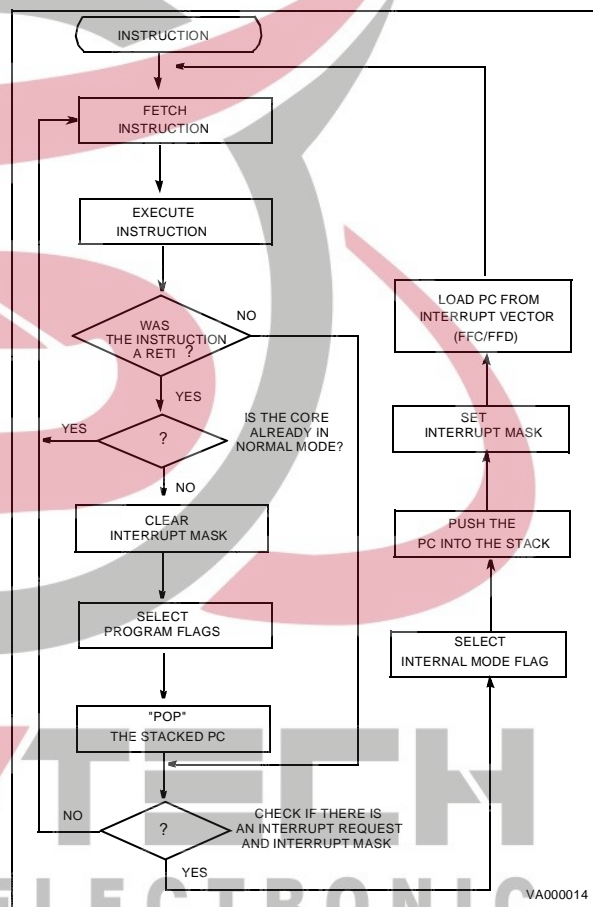 INSTRUCTION
FETCH
INSTRUCTION
EXECUTE
INSTRUCTION
WAS
THE INSTRUCTION
A RETI ?
NO
YES
?
IS THE CORE
ALREADY IN
NORMAL MODE?
YES
NO
CLEAR
INTERRUPT MASK
SELECT
PROGRAM FLAGS
"POP"
THE STACKED PC
?
CHECK IF THERE IS
AN INTERRUPT REQUEST
AND INTERRUPT MASK
NO
YES
LOAD PC FROM
INTERRUPT VECTOR
(FFC/FFD)
SET
INTERRUPT MASK
PUSH THE
PC INTO THE STACK
SELECT
INTERNAL MODE FLAG
VA000014
TECH
ELECTRONIC